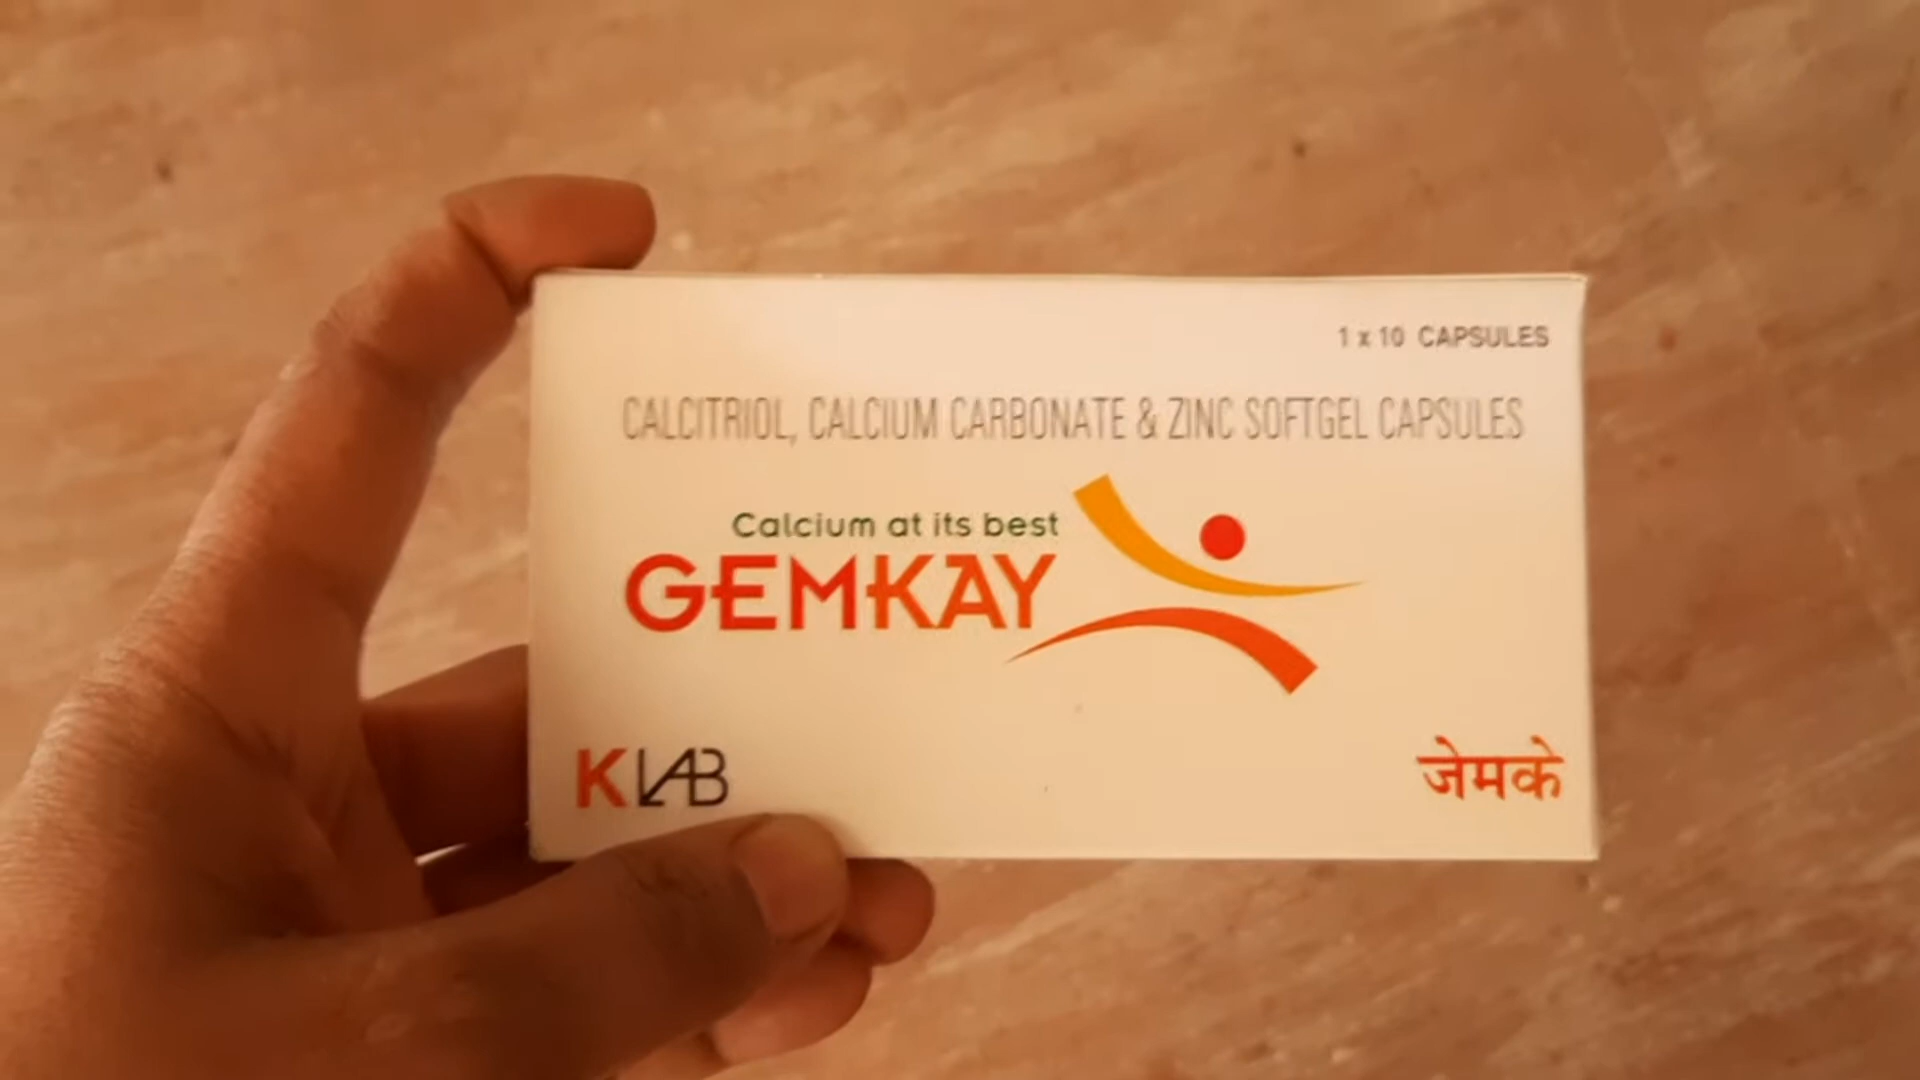 1 x 10 CAPSULES
CALCITRIOL, CALCIUM CARBONATE & ZINC SOFTGEL CAPSULES
Calcium at its best
GEMKAY
KLAB
जेमके